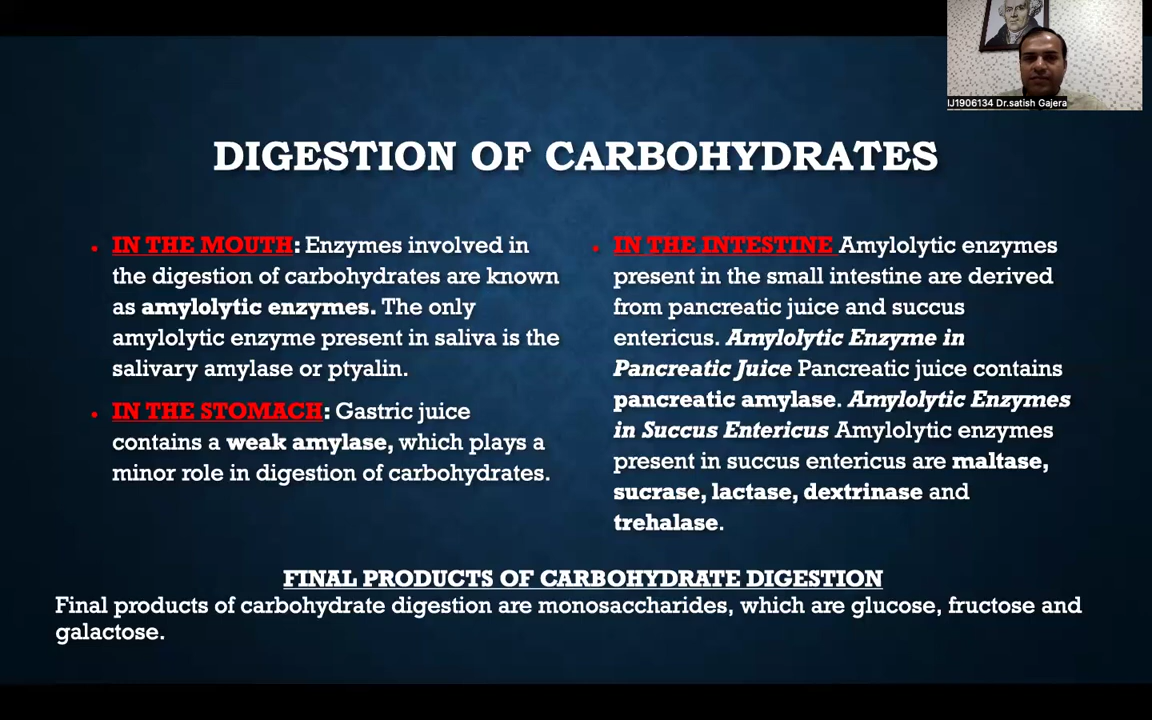 IJ1906134 Dr.satish Gajera
DIGESTION OF CARBOHYDRATES
• IN THE MOUTH: Enzymes involved in
the digestion of carbohydrates are known
as amylolytic enzymes. The only
amylolytic enzyme present in saliva is the
salivary amylase or ptyalin.
• IN THE STOMACH: Gastric juice
contains a weak amylase, which plays a
minor role in digestion of carbohydrates.
• IN THE INTESTINE Amylolytic enzymes
present in the small intestine are derived
from pancreatic juice and succus
entericus. Amylolytic Enzyme in
Pancreatic Juice Pancreatic juice contains
pancreatic amylase. Amylolytic Enzymes
in Succus Entericus Amylolytic enzymes
present in succus entericus are maltase,
sucrase, lactase, dextrinase and
trehalase.
FINAL PRODUCTS OF CARBOHYDRATE DIGESTION
Final products of carbohydrate digestion are monosaccharides, which are glucose, fructose and
galactose.